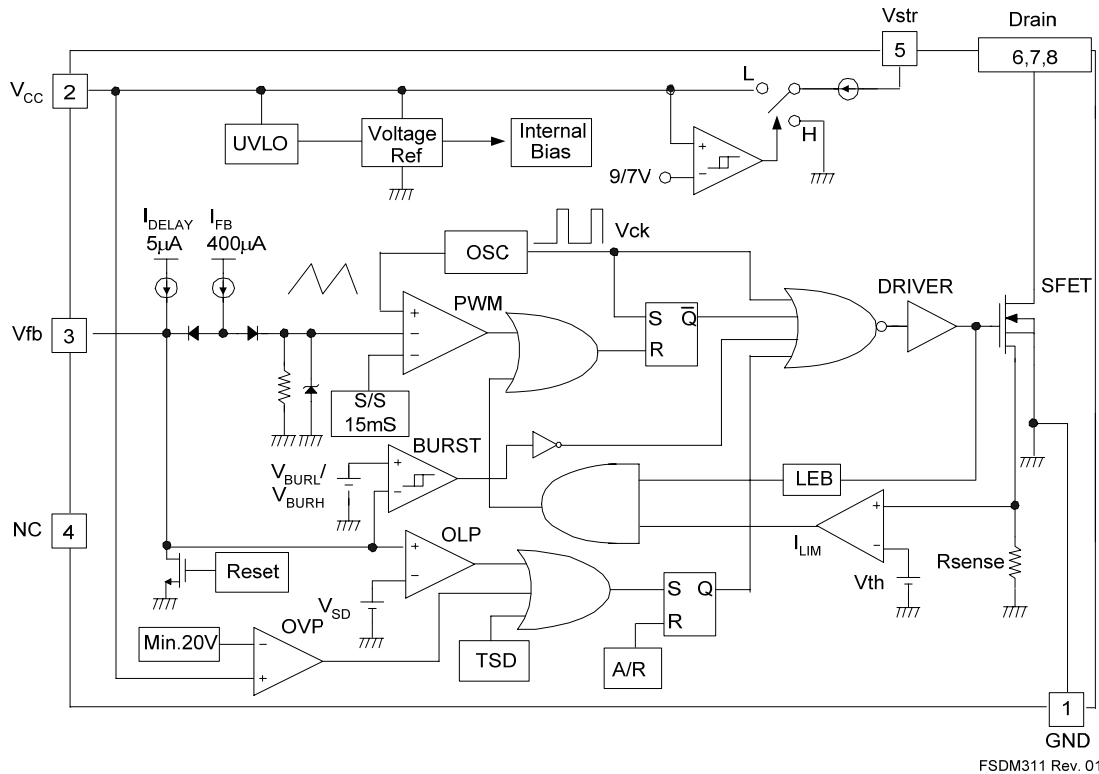 Vstr
Drain
5
6,7,8
VCC
2
L
H
UVLO
Voltage
Ref
Internal
Bias
+
−
9/7V
IDELAY
5μA
IFB
400μA
OSC
Vck
Vfb
3
PWM
+
−
−
S/S
15mS
S
Q̅
R
DRIVER
SFET
BURST
+
−
VBURL/
VBURH
LEB
NC
4
OLP
+
−
ILIM
+
−
Vth
Rsense
Reset
VSD
S
Q
R
Min.20V
OVP
−
+
TSD
A/R
1
GND
FSDM311 Rev. 01